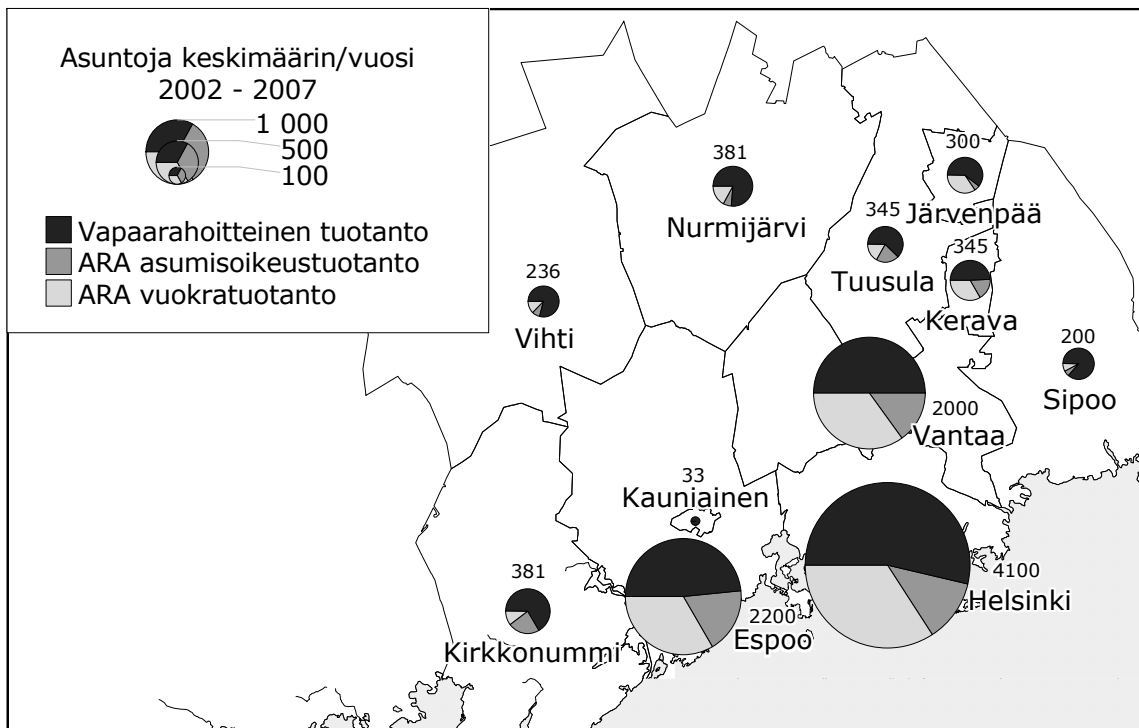 Asuntoja keskimäärin/vuosi
2002 - 2007
1 000
500
100
Vapaarahoitteinen tuotanto
ARA asumisoikeustuotanto
ARA vuokratuotanto
381
Nurmijärvi
300
Järvenpää
345
Tuusula
345
Kerava
236
Vihti
200
Sipoo
2000
Vantaa
33
Kauniainen
381
Kirkkonummi
2200
Espoo
4100
Helsinki